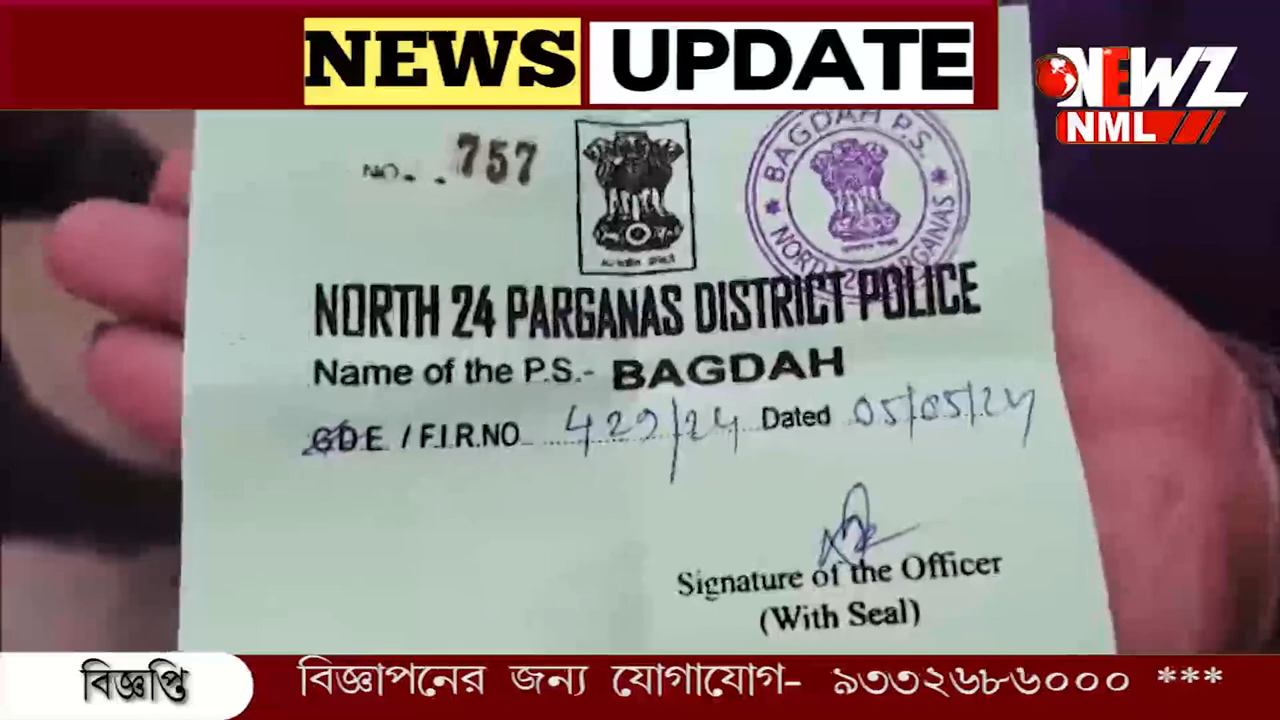 NEWS UPDATE
NEWZ
NML
NO. . 757
BAGDAH P.S.
NORTH 24 PARGANAS
NORTH 24 PARGANAS DISTRICT POLICE
Name of the P.S.- BAGDAH
GDE / F.I.R.NO 429/24 Dated 05/05/24
Signature of the Officer
(With Seal)
বিজ্ঞপ্তি
বিজ্ঞাপনের জন্য যোগাযোগ- ৯৩৩২৬৮৬০০০ ***